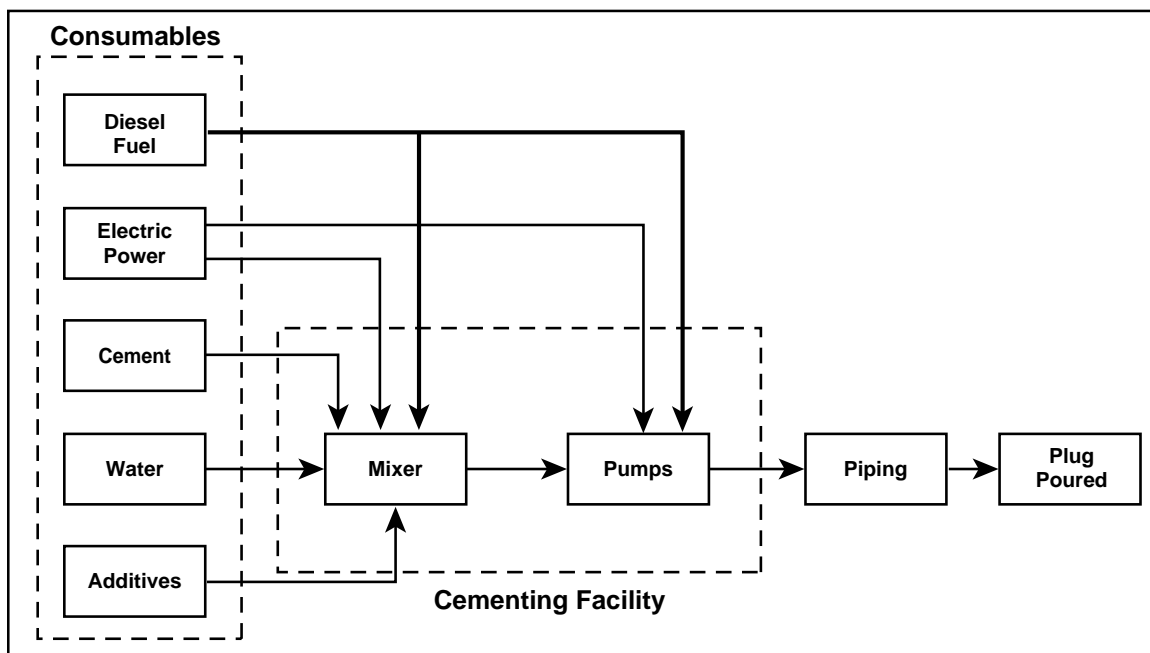 Consumables
Diesel
Fuel
Electric
Power
Cement
Water
Additives
Mixer
Pumps
Piping
Plug
Poured
Cementing Facility